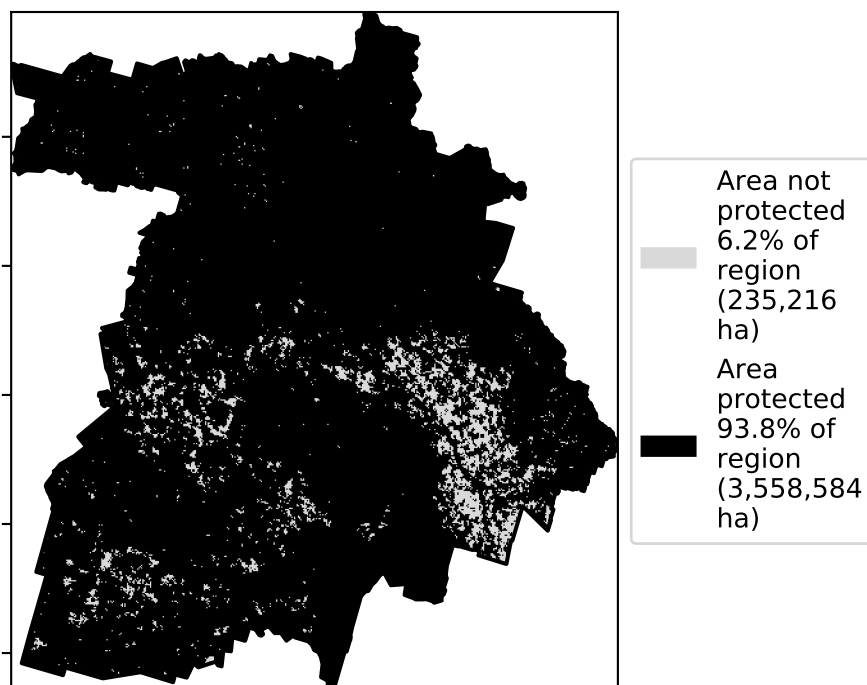 Area not
protected
6.2% of
region
(235,216
ha)
Area
protected
93.8% of
region
(3,558,584
ha)